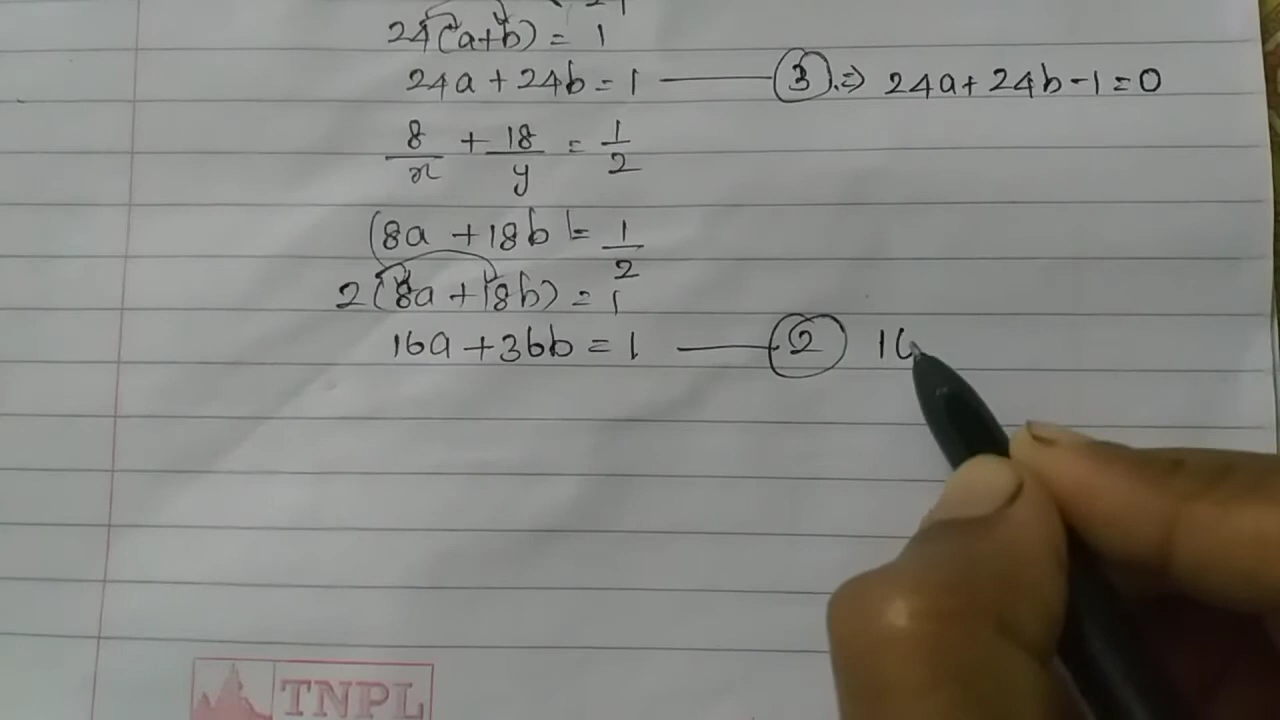 24(a+b) = 1
24a + 24b = 1 —— 3 .⇒ 24a + 24b - 1 = 0
8/x + 18/y = 1/2
(8a + 18b) = 1/2
2(8a + 18b) = 1
16a + 36b = 1 —— 2 16
TNPL